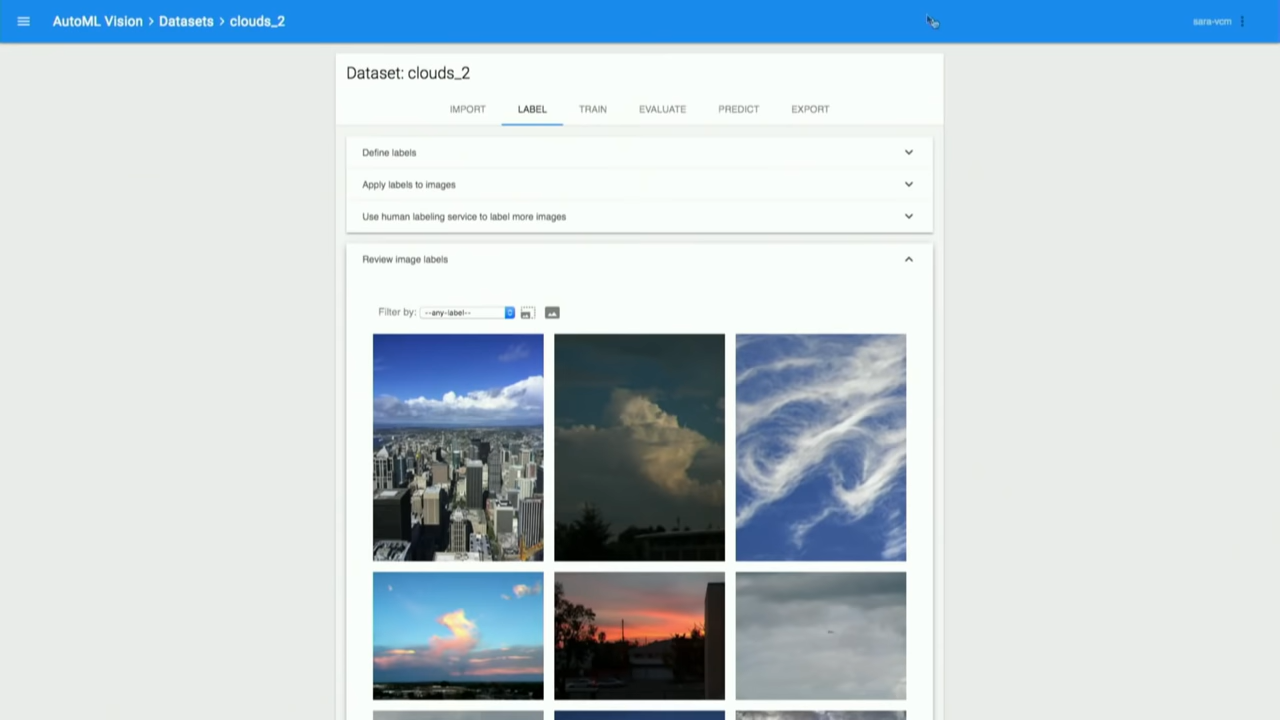 AutoML Vision > Datasets > clouds_2
sara-vcm
Dataset: clouds_2
IMPORT LABEL TRAIN EVALUATE PREDICT EXPORT
Define labels
Apply labels to images
Use human labeling service to label more images
Review image labels
Filter by: --any-label--